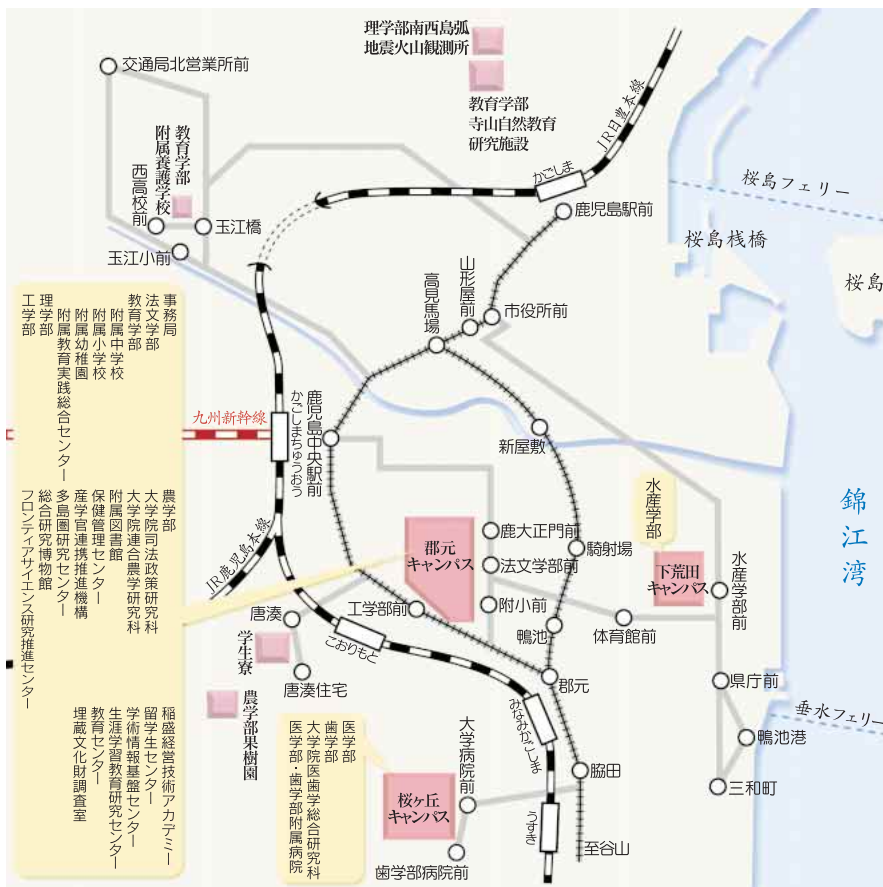 理学部南西島弧
地震火山観測所
教育学部
寺山自然教育
研究施設
交通局北営業所前
教育学部
附属養護学校
西高校前
玉江橋
玉江小前
JR日豊本線
かごしま
鹿児島駅前
桜島フェリー
桜島桟橋
桜島
市役所前
山形屋前
高見馬場
事務局
法文学部
教育学部
附属中学校
附属小学校
附属幼稚園
附属教育実践総合センター
理学部
工学部
農学部
大学院司法政策研究科
大学院連合農学研究科
附属図書館
保健管理センター
産学官連携推進機構
多島圏研究センター
総合研究博物館
フロンティアサイエンス研究推進センター
稲盛経営技術アカデミー
留学生センター
学術情報基盤センター
生涯学習教育研究センター
教育センター
埋蔵文化財調査室
九州新幹線
かごしまちゅうおう
鹿児島中央駅前
JR鹿児島本線
新屋敷
水産学部
錦江湾
郡元
キャンパス
鹿大正門前
法文学部前
附小前
騎射場
下荒田
キャンパス
水産学部前
唐湊
工学部前
鴨池
体育館前
こおりもと
学生寮
唐湊住宅
農学部果樹園
郡元
みなみかごしま
県庁前
垂水フェリー
鴨池港
三和町
医学部
歯学部
大学院医歯学総合研究科
医学部・歯学部附属病院
大学病院前
桜ヶ丘
キャンパス
脇田
うすき
歯学部病院前
至谷山